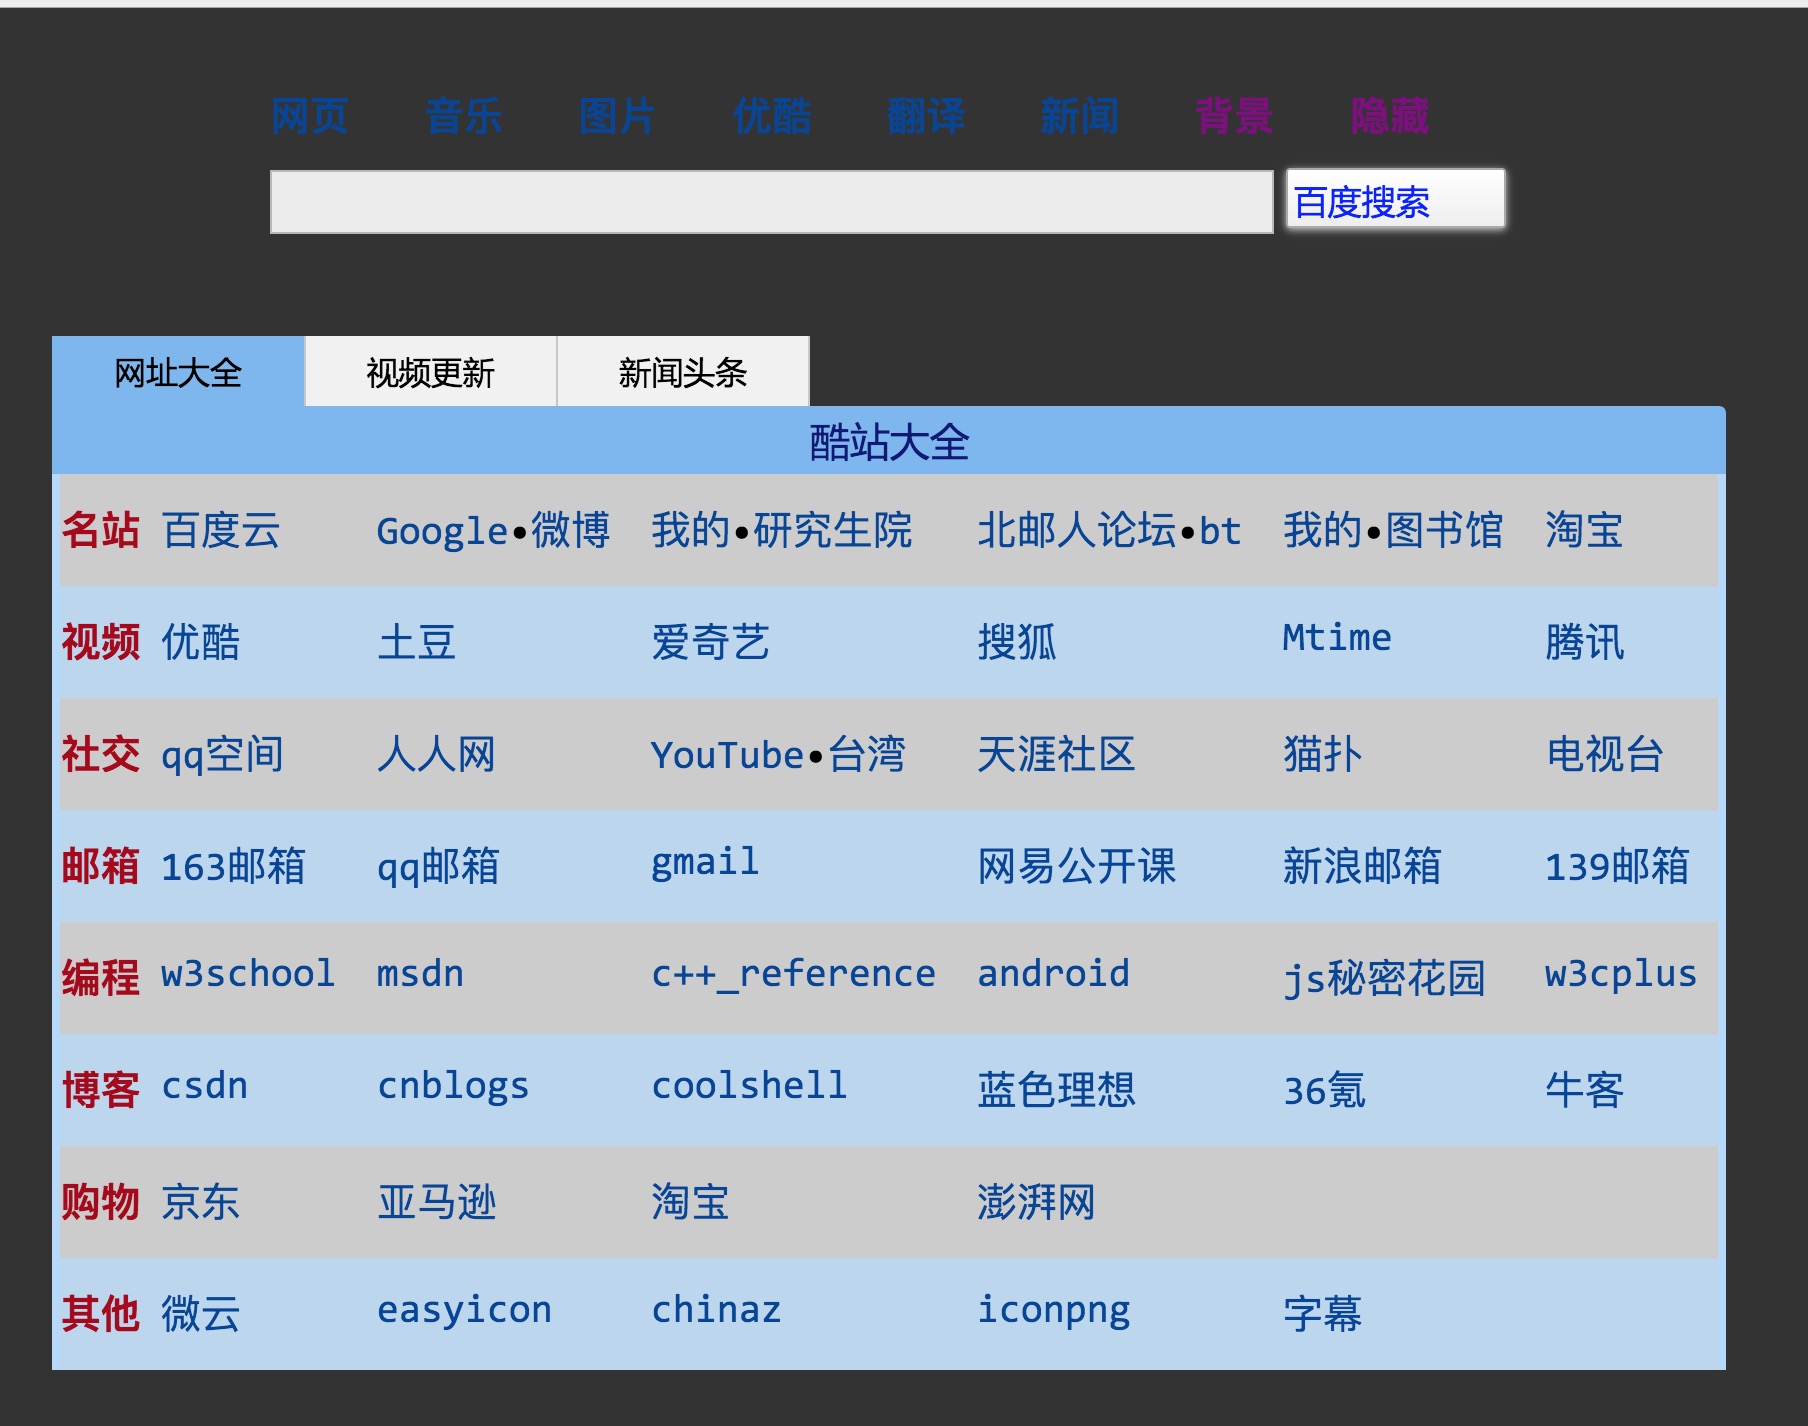 网页 音乐 图片 优酷 翻译 新闻 背景 隐藏
百度搜索
网址大全 视频更新 新闻头条
酷站大全
名站 百度云 Google•微博 我的•研究生院 北邮人论坛•bt 我的•图书馆 淘宝
视频 优酷 土豆 爱奇艺 搜狐 Mtime 腾讯
社交 qq空间 人人网 YouTube•台湾 天涯社区 猫扑 电视台
邮箱 163邮箱 qq邮箱 gmail 网易公开课 新浪邮箱 139邮箱
编程 w3school msdn c++_reference android js秘密花园 w3cplus
博客 csdn cnblogs coolshell 蓝色理想 36氪 牛客
购物 京东 亚马逊 淘宝 澎湃网
其他 微云 easyicon chinaz iconpng 字幕